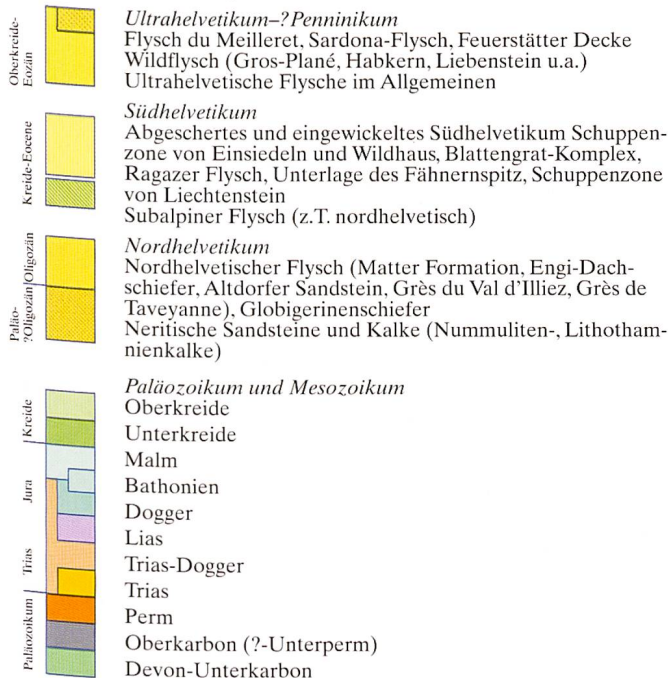 Oberkreide-
Eozän
Ultrahelvetikum–?Penninikum
Flysch du Meilleret, Sardona-Flysch, Feuerstätter Decke
Wildflysch (Gros-Plané, Habkern, Liebenstein u.a.)
Ultrahelvetische Flysche im Allgemeinen
Kreide-Eocene
Südhelvetikum
Abgeschertes und eingewickeltes Südhelvetikum Schuppen-
zone von Einsiedeln und Wildhaus, Blattengrat-Komplex,
Ragazer Flysch, Unterlage des Fähnernspitz, Schuppenzone
von Liechtenstein
Subalpiner Flysch (z.T. nordhelvetisch)
Paläo-
?Oligozän
Oligozän
Nordhelvetikum
Nordhelvetischer Flysch (Matter Formation, Engi-Dach-
schiefer, Altdorfer Sandstein, Grès du Val d'Illiez, Grès de
Taveyanne), Globigerinenschiefer
Neritische Sandsteine und Kalke (Nummuliten-, Lithotham-
nienkalke)
Paläozoikum und Mesozoikum
Kreide
Oberkreide
Unterkreide
Jura
Malm
Bathonien
Dogger
Lias
Trias
Trias-Dogger
Trias
Paläozoikum
Perm
Oberkarbon (?-Unterperm)
Devon-Unterkarbon